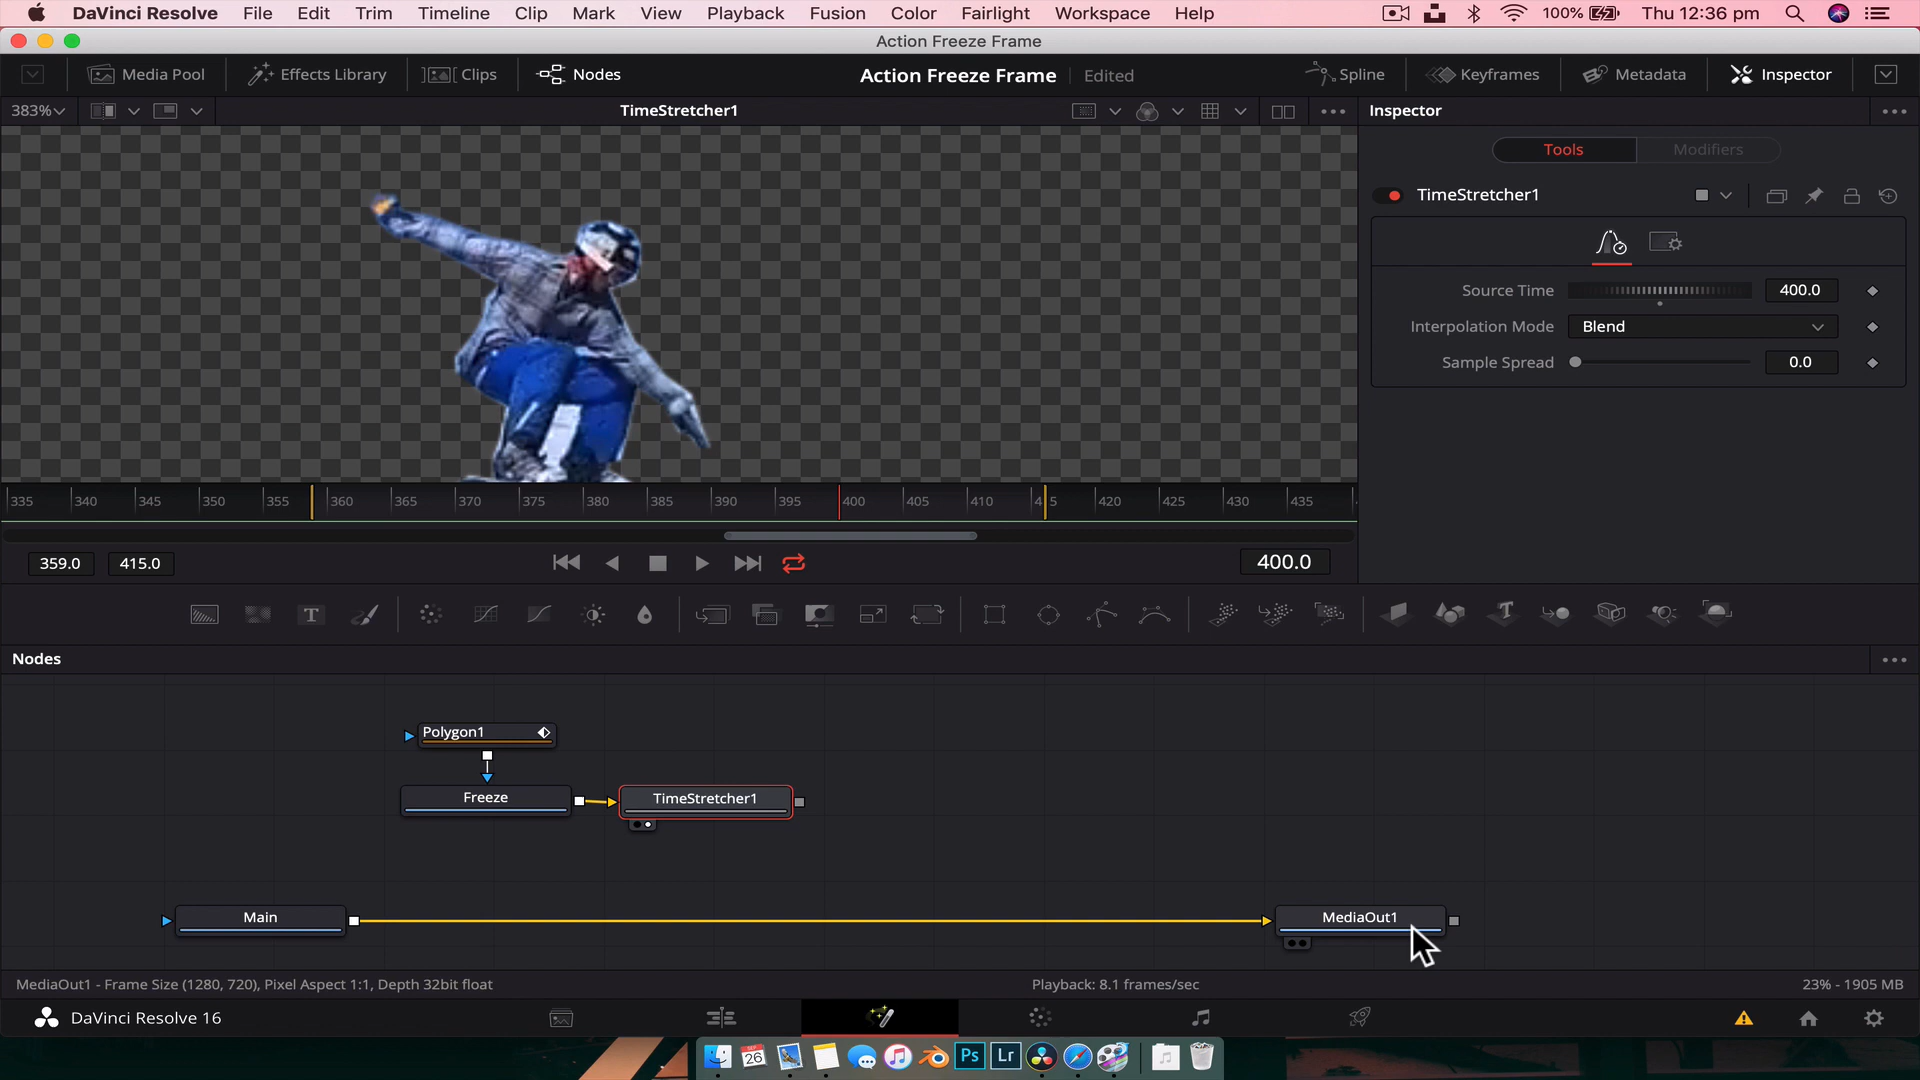 DaVinci Resolve File Edit Trim Timeline Clip Mark View Playback Fusion Color Fairlight Workspace Help 100% Thu 12:36 pm
Action Freeze Frame
Media Pool Effects Library Clips Nodes Action Freeze Frame Edited Spline Keyframes Metadata Inspector
383% TimeStretcher1 Inspector
Tools Modifiers
TimeStretcher1
Source Time 400.0
Interpolation Mode Blend
Sample Spread 0.0
335 340 345 350 355 360 365 370 375 380 385 390 395 400 405 410 415 420 425 430 435
359.0 415.0 400.0
T T
Nodes
Polygon1
Freeze TimeStretcher1
Main MediaOut1
MediaOut1 - Frame Size (1280, 720), Pixel Aspect 1:1, Depth 32bit float Playback: 8.1 frames/sec 23% - 1905 MB
DaVinci Resolve 16
SEP 26 Ps Lr